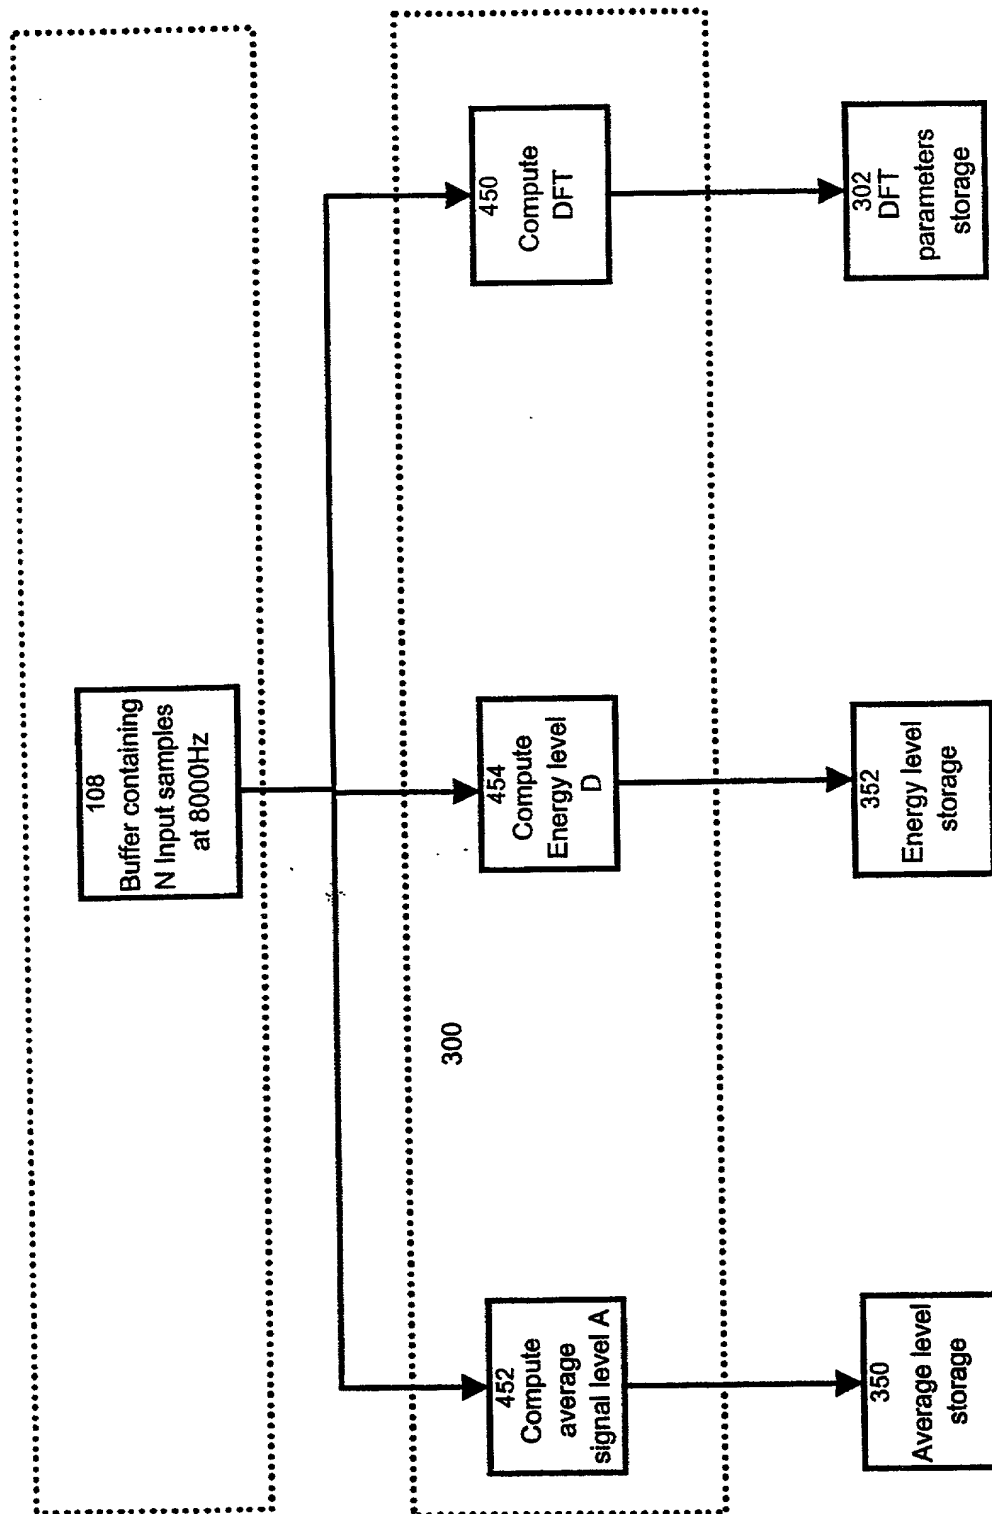 108
Buffer containing
N Input samples
at 8000Hz
300
452
Compute
average
signal level A
454
Compute
Energy level
D
450
Compute
DFT
350
Average level
storage
352
Energy level
storage
302
DFT
parameters
storage